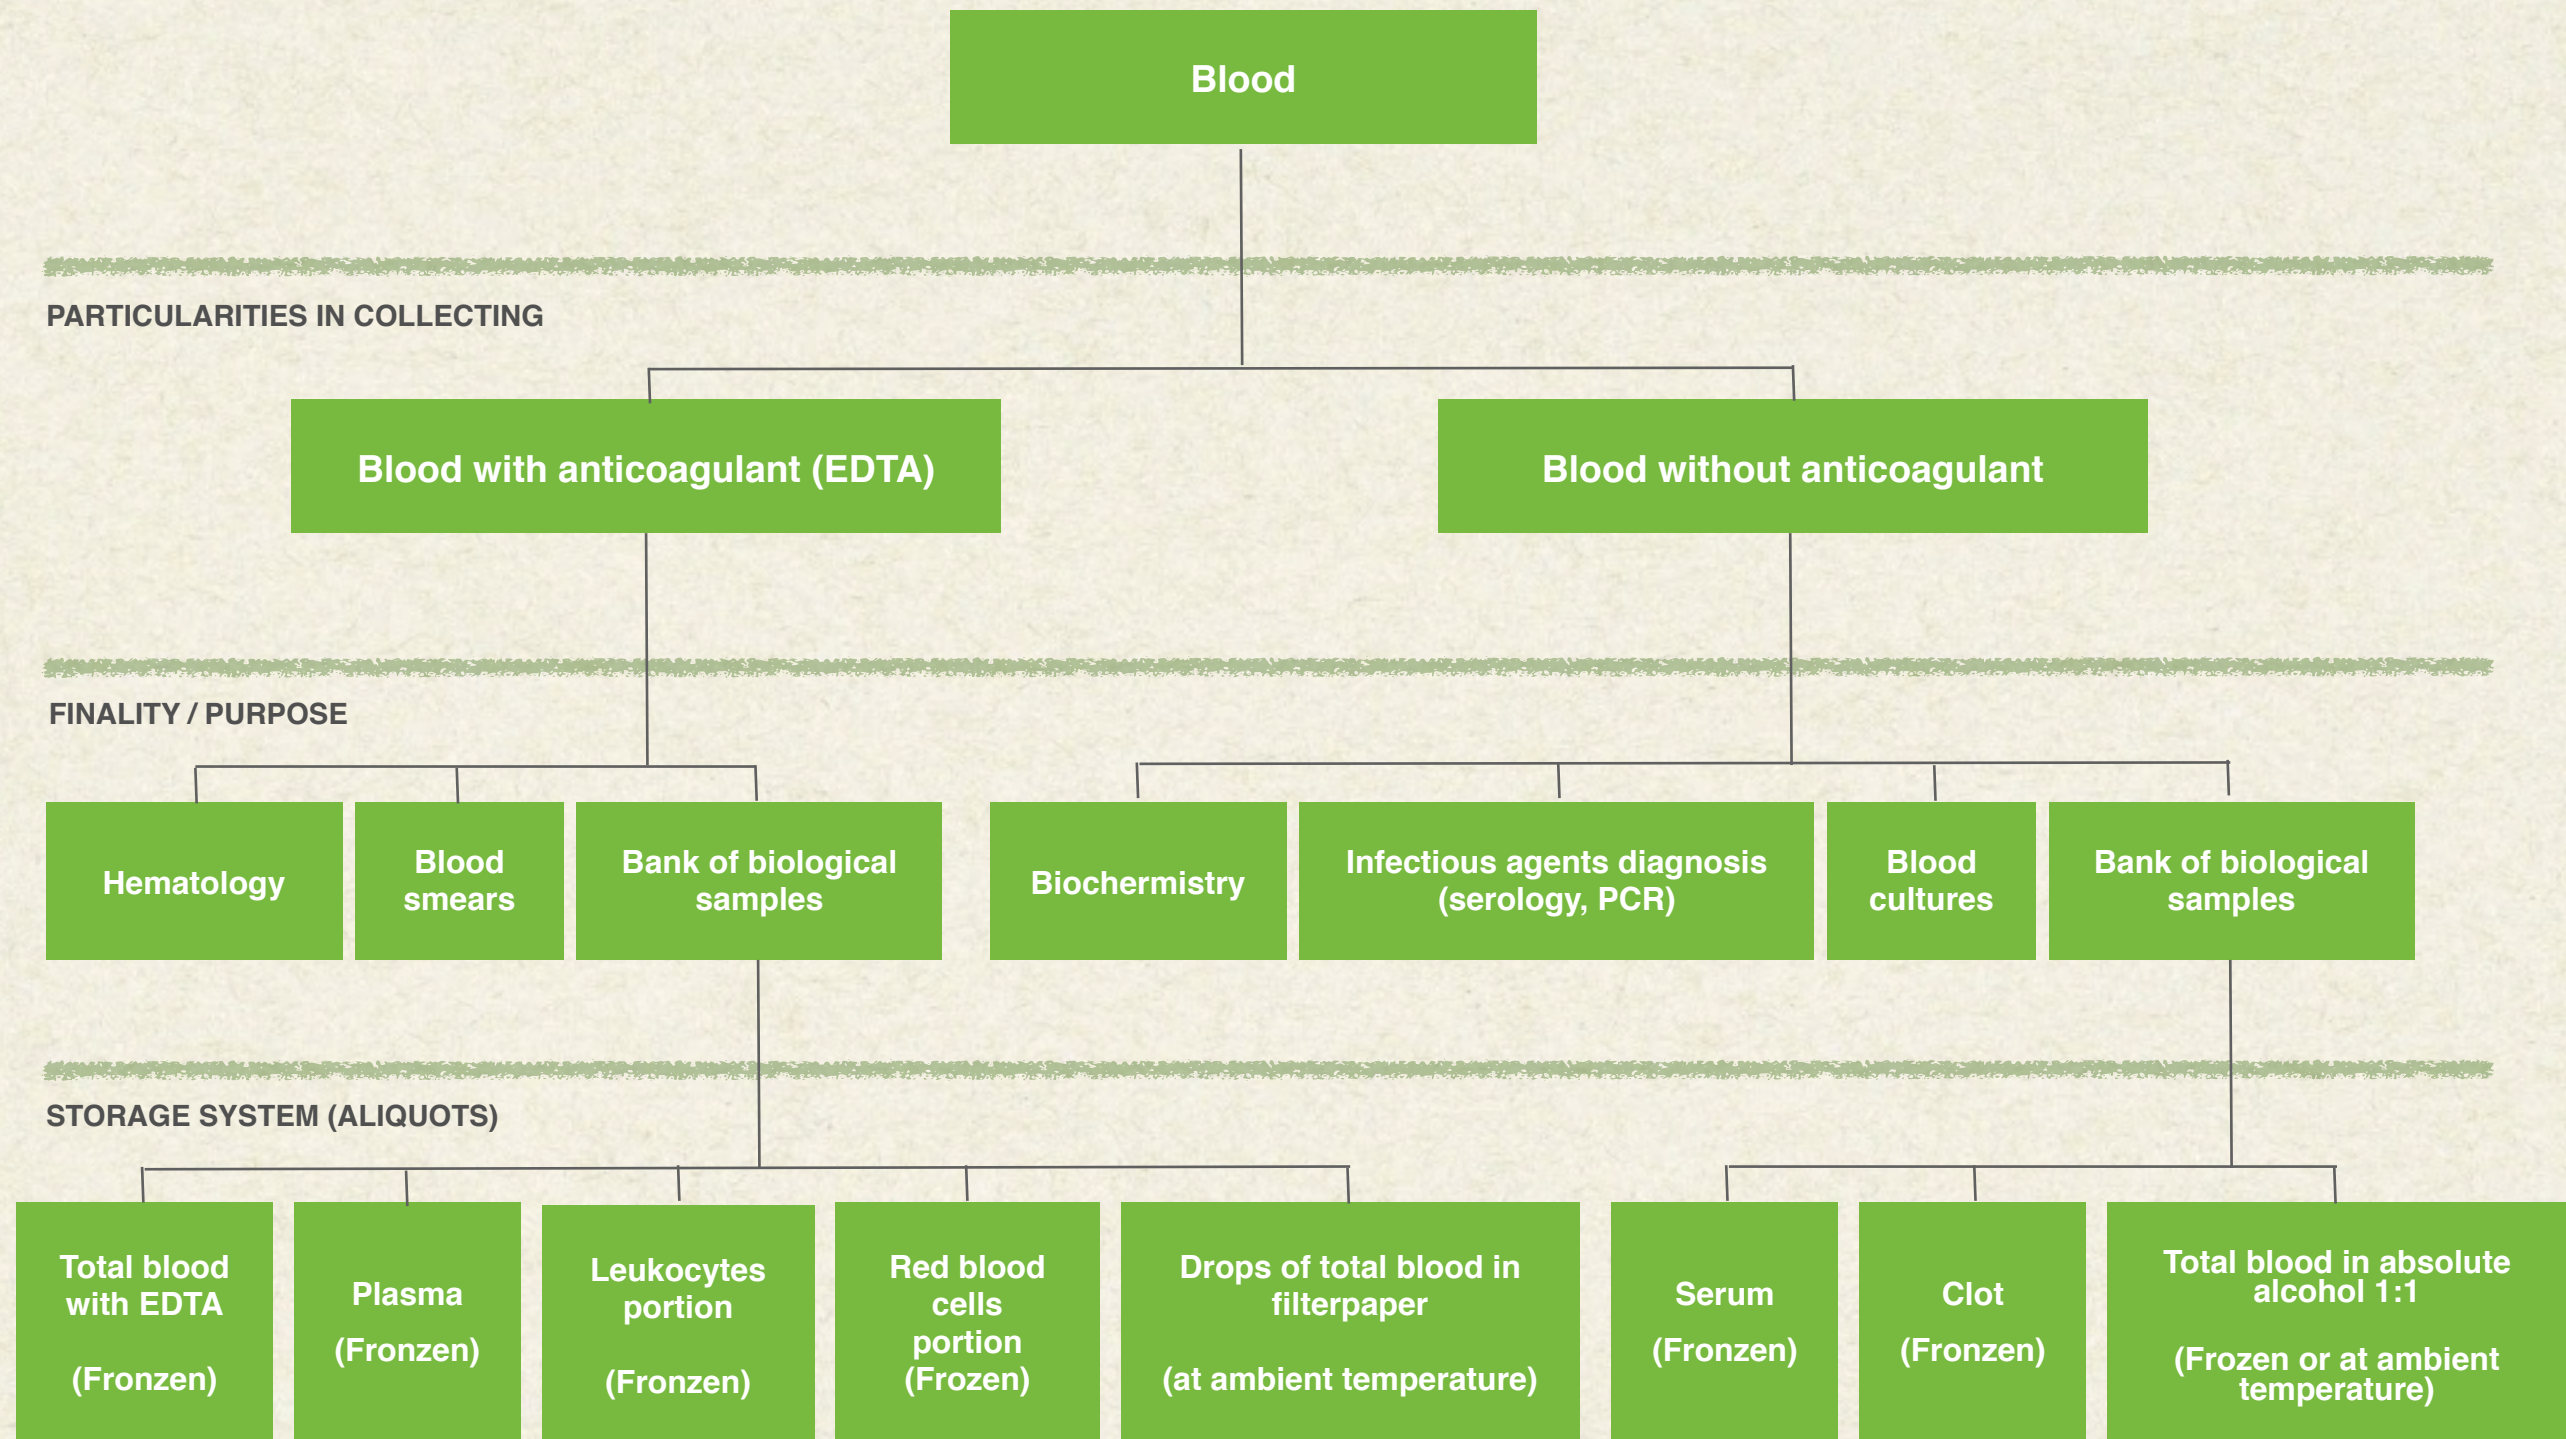 Blood
PARTICULARITIES IN COLLECTING
Blood with anticoagulant (EDTA)
Blood without anticoagulant
FINALITY / PURPOSE
Hematology
Blood
smears
Bank of biological
samples
Biochermistry
Infectious agents diagnosis
(serology, PCR)
Blood
cultures
Bank of biological
samples
STORAGE SYSTEM (ALIQUOTS)
Total blood
with EDTA
(Fronzen)
Plasma
(Fronzen)
Leukocytes
portion
(Fronzen)
Red blood
cells
portion
(Frozen)
Drops of total blood in
filterpaper
(at ambient temperature)
Serum
(Fronzen)
Clot
(Fronzen)
Total blood in absolute
alcohol 1:1
(Frozen or at ambient
temperature)